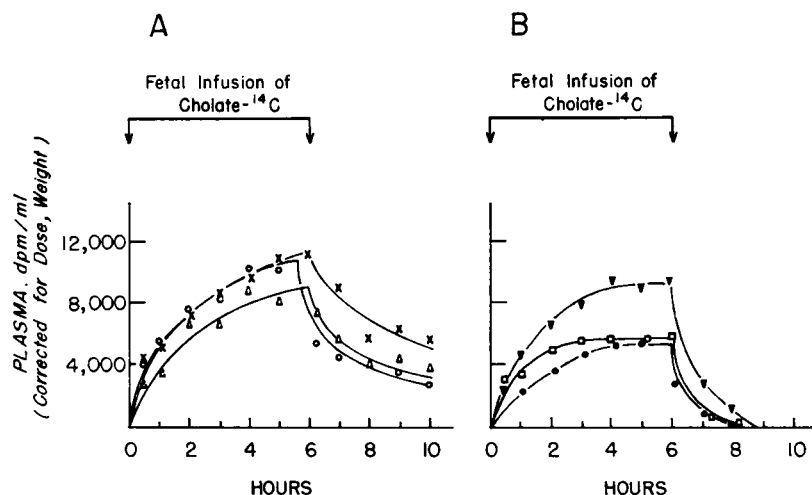 A
B
Fetal Infusion of
Cholate-¹⁴C
Fetal Infusion of
Cholate-¹⁴C
PLASMA. dpm/ml
(Corrected for Dose, Weight)
12,000
8,000
4,000
0 2 4 6 8 10
0 2 4 6 8 10
HOURS
HOURS